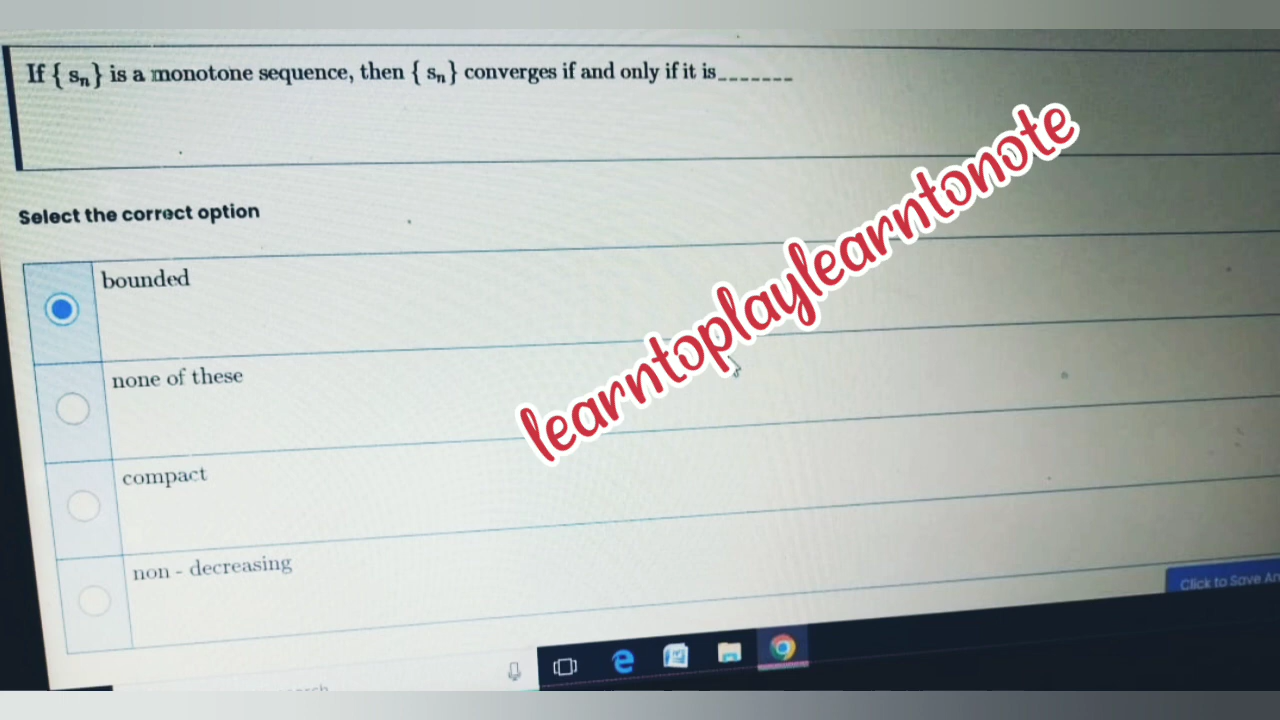 If { sₙ} is a monotone sequence, then { sₙ} converges if and only if it is_______
Select the correct option
bounded
none of these
compact
non - decreasing
learntoplaylearntonote
Click to Save